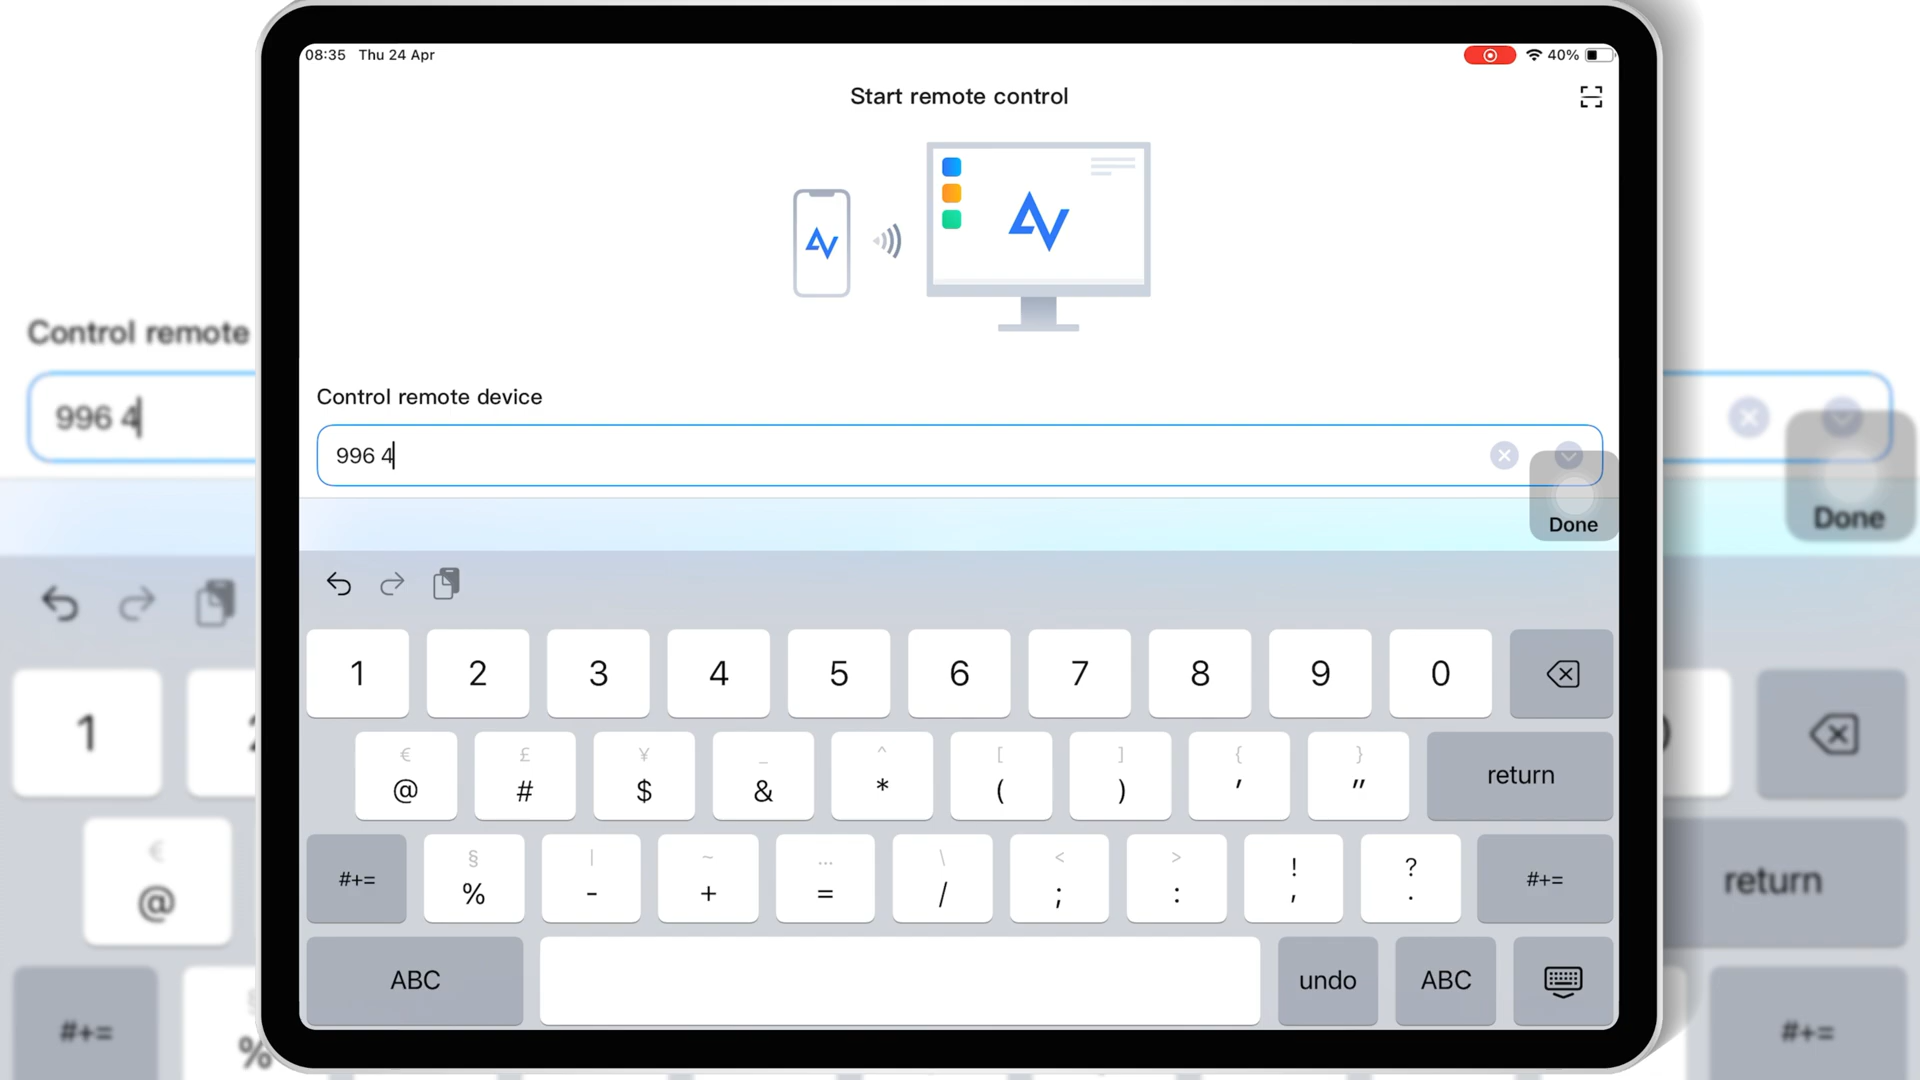 08:35 Thu 24 Apr
40%
Start remote control
Control remote device
996 4
Done
1 2 3 4 5 6 7 8 9 0
€ £ ¥ _ ^ [ ] { }
@ # $ & * ( ) ' " return
§ | ~ ... \ < > ! ?
#+= % - + = / ; : , . #+=
ABC undo ABC
Control remote
996 4
Done
1
€
@
return
#+=
%
#+=